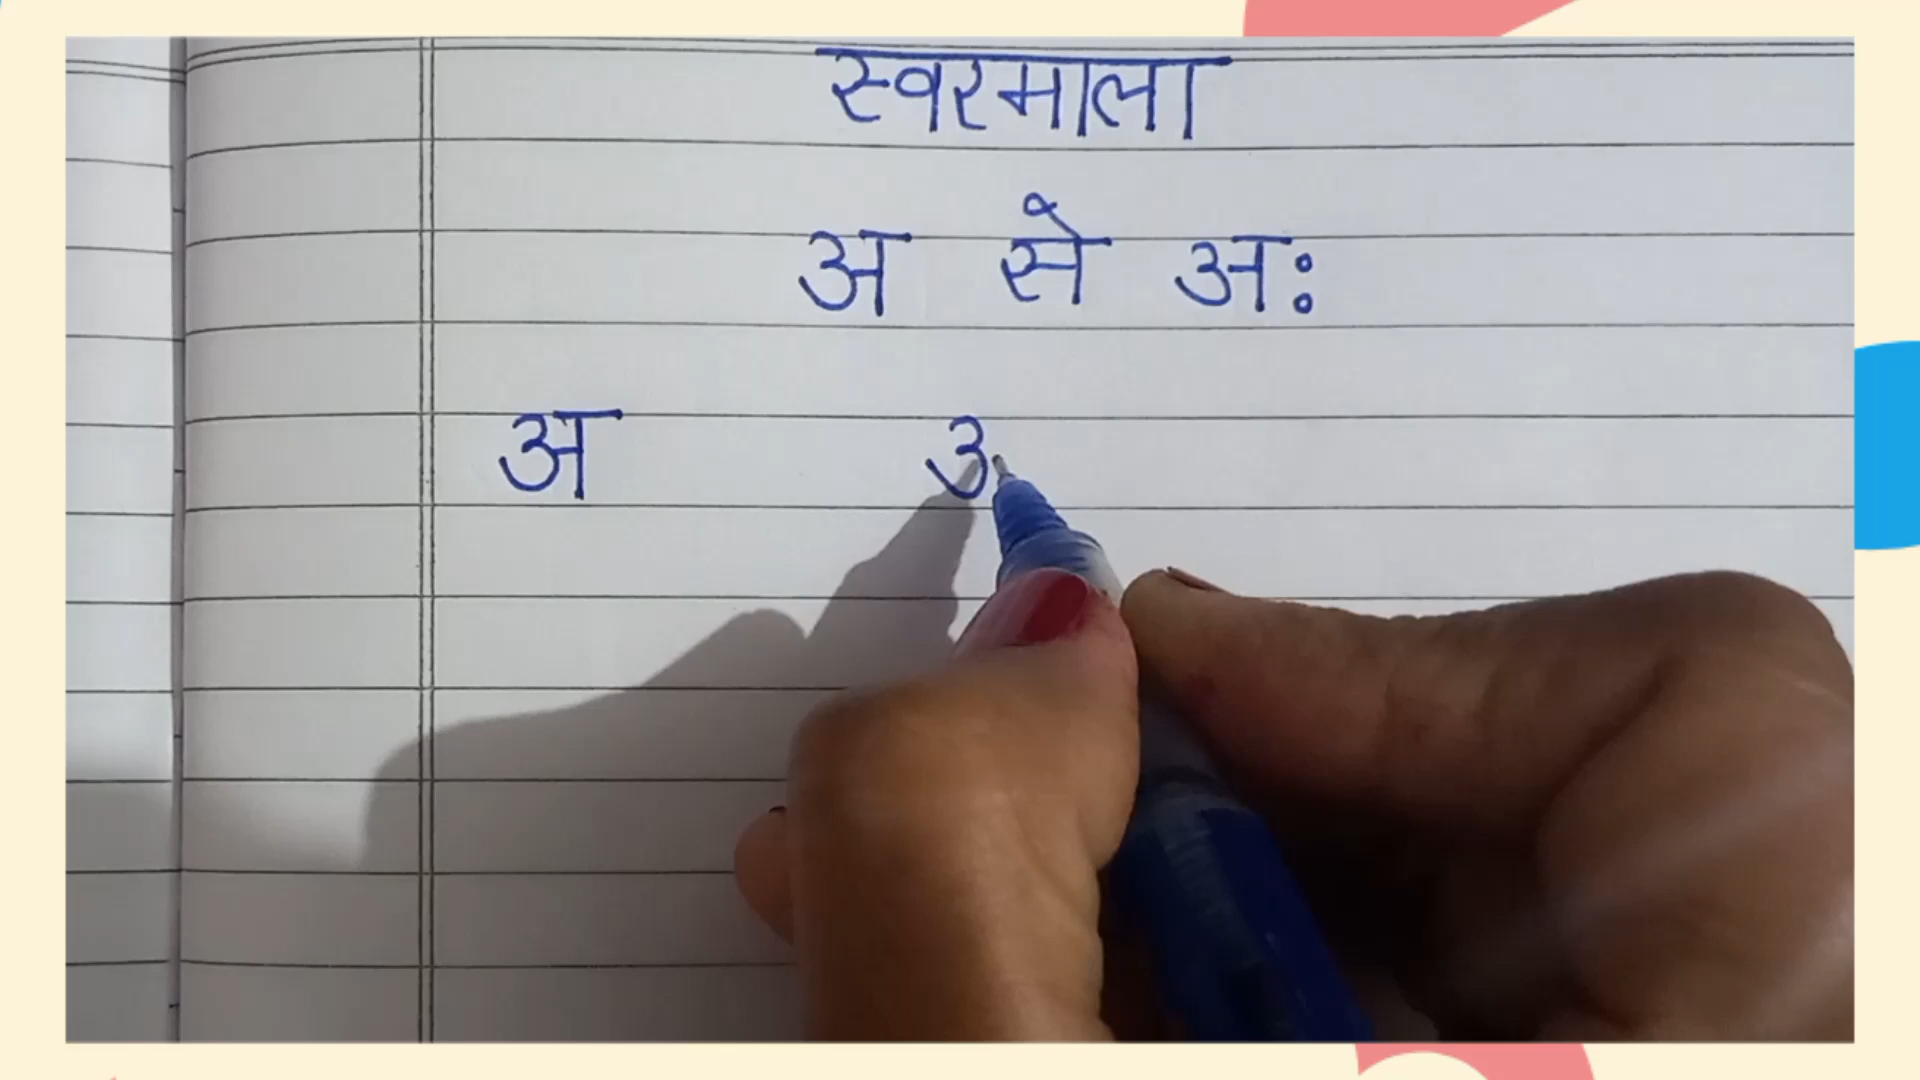 स्वरमाला
अ से अः
अ उ